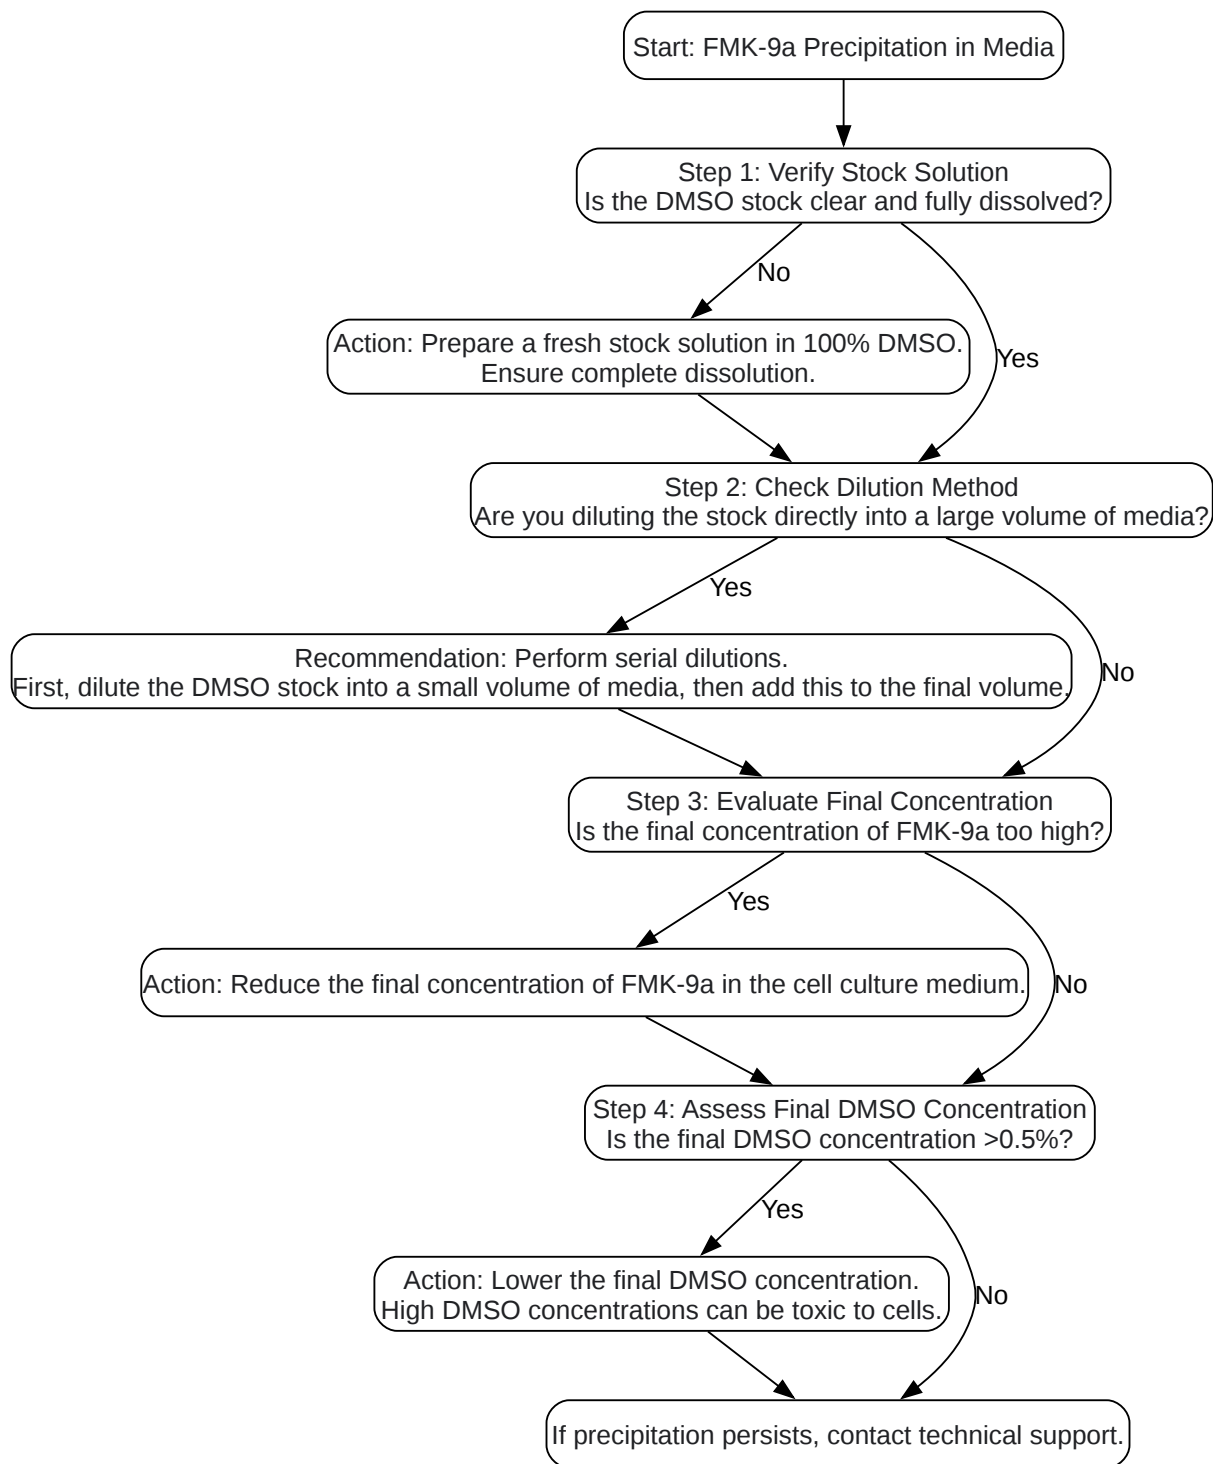 Start: FMK-9a Precipitation in Media
Step 1: Verify Stock Solution
Is the DMSO stock clear and fully dissolved?
No
Action: Prepare a fresh stock solution in 100% DMSO.
Ensure complete dissolution.
Yes
Step 2: Check Dilution Method
Are you diluting the stock directly into a large volume of media?
Yes
Recommendation: Perform serial dilutions.
First, dilute the DMSO stock into a small volume of media, then add this to the final volume.
No
Step 3: Evaluate Final Concentration
Is the final concentration of FMK-9a too high?
Yes
Action: Reduce the final concentration of FMK-9a in the cell culture medium.
No
Step 4: Assess Final DMSO Concentration
Is the final DMSO concentration >0.5%?
Yes
Action: Lower the final DMSO concentration.
High DMSO concentrations can be toxic to cells.
No
If precipitation persists, contact technical support.